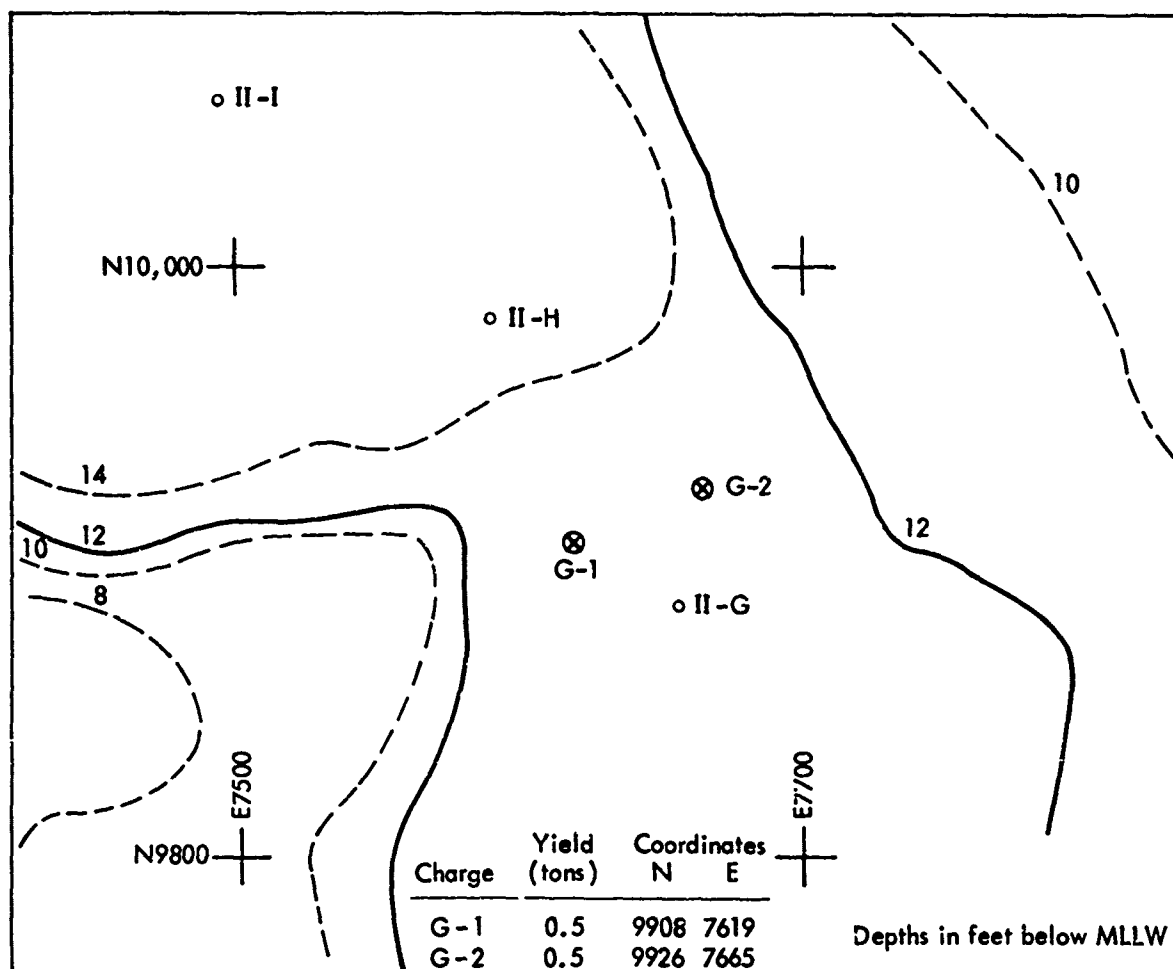 II-I
10
N10,000
II-H
14
G-2
12
12
10
G-1
8
II-G
E7500
E7700
N9800
Yield Coordinates
Charge (tons) N E
G-1 0.5 9908 7619
G-2 0.5 9926 7665
Depths in feet below MLLW